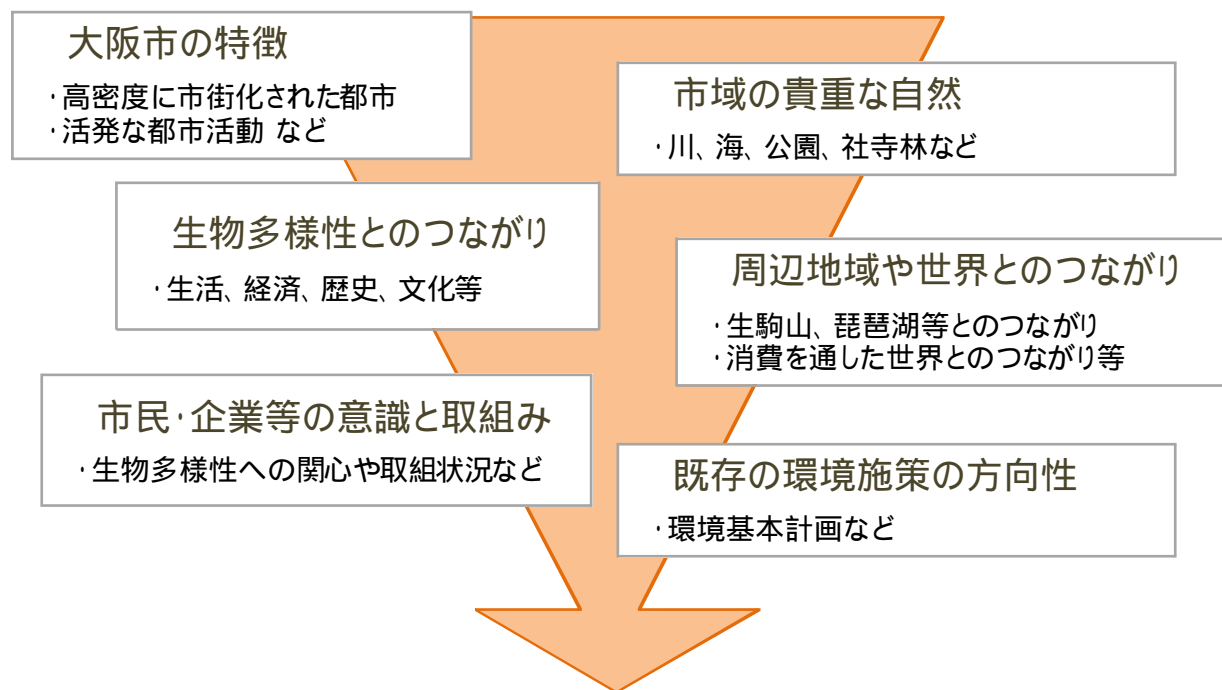 大阪市の特徴
･高密度に市街化された都市
･活発な都市活動 など
市域の貴重な自然
･川、海、公園、社寺林など
生物多様性とのつながり
･生活、経済、歴史、文化等
周辺地域や世界とのつながり
･生駒山、琵琶湖等とのつながり
･消費を通した世界とのつながり等
市民･企業等の意識と取組み
･生物多様性への関心や取組状況など
既存の環境施策の方向性
･環境基本計画など